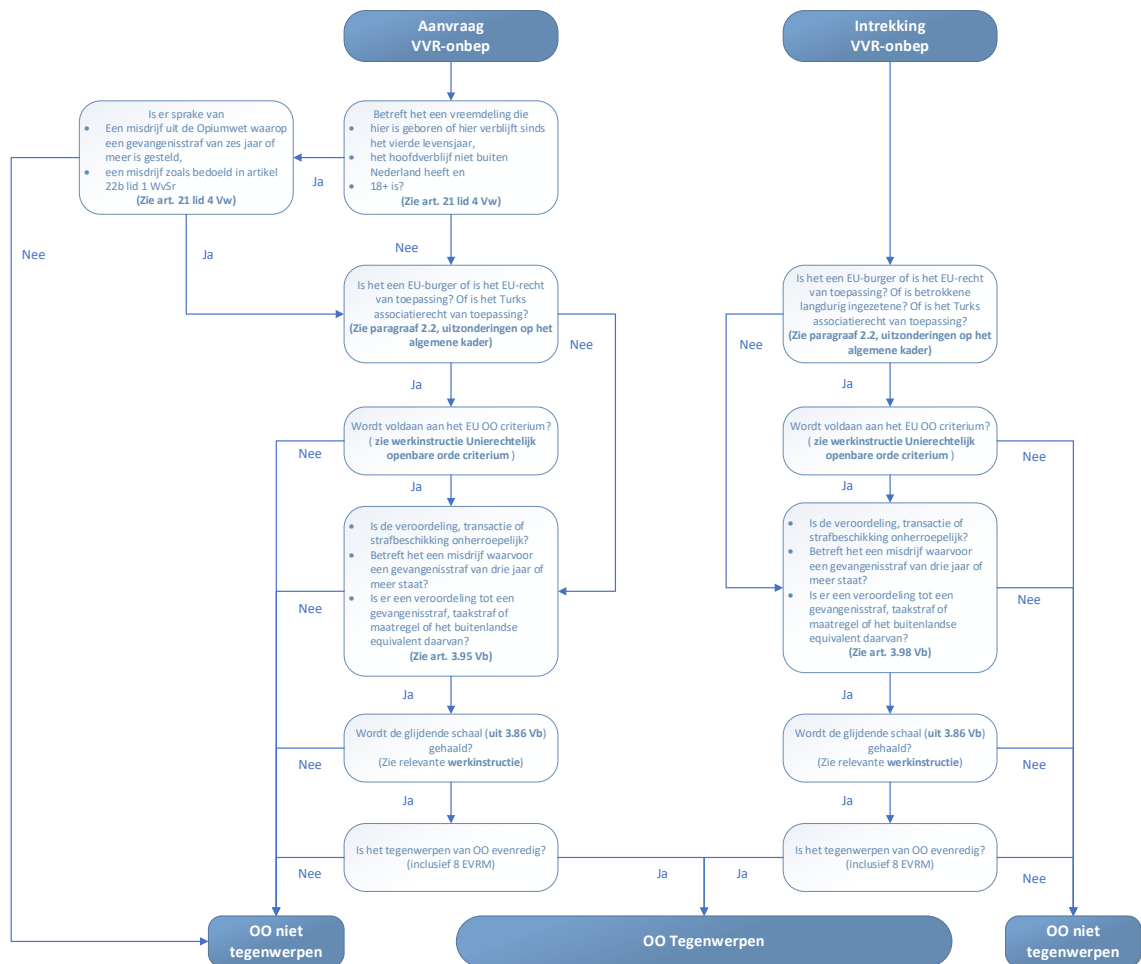 Aanvraag
VVR-onbep
Intrekking
VVR-onbep
Is er sprake van
• Een misdrijf uit de Opiumwet waarop
een gevangenisstraf van zes jaar of
meer is gesteld,
• een misdrijf zoals bedoeld in artikel
22b lid 1 WvSr
(Zie art. 21 lid 4 Vw)
Ja
Betreft het een vreemdeling die
• hier is geboren of hier verblijft sinds
het vierde levensjaar,
• het hoofdverblijf niet buiten
Nederland heeft en
• 18+ is?
(Zie art. 21 lid 4 Vw)
Nee
Ja
Nee
Is het een EU-burger of is het EU-recht
van toepassing? Of is het Turks
associatierecht van toepassing?
(Zie paragraaf 2.2, uitzonderingen op het
algemene kader)
Nee
Nee
Is het een EU-burger of is het EU-recht
van toepassing? Of is betrokkene
langdurig ingezetene? Of is het Turks
associatierecht van toepassing?
(Zie paragraaf 2.2, uitzonderingen op het
algemene kader)
Ja
Ja
Wordt voldaan aan het EU OO criterium?
( zie werkinstructie Unierechtelijk
openbare orde criterium )
Nee
Wordt voldaan aan het EU OO criterium?
( zie werkinstructie Unierechtelijk
openbare orde criterium )
Nee
Ja
Ja
• Is de veroordeling, transactie of
strafbeschikking onherroepelijk?
• Betreft het een misdrijf waarvoor
een gevangenisstraf van drie jaar of
meer staat?
• Is er een veroordeling tot een
gevangenisstraf, taakstraf of
maatregel of het buitenlandse
equivalent daarvan?
(Zie art. 3.95 Vb)
Nee
• Is de veroordeling, transactie of
strafbeschikking onherroepelijk?
• Betreft het een misdrijf waarvoor
een gevangenisstraf van drie jaar of
meer staat?
• Is er een veroordeling tot een
gevangenisstraf, taakstraf of
maatregel of het buitenlandse
equivalent daarvan?
(Zie art. 3.98 Vb)
Nee
Ja
Ja
Wordt de glijdende schaal (uit 3.86 Vb)
gehaald?
(Zie relevante werkinstructie)
Nee
Wordt de glijdende schaal (uit 3.86 Vb)
gehaald?
(Zie relevante werkinstructie)
Nee
Ja
Ja
Is het tegenwerpen van OO evenredig?
(inclusief 8 EVRM)
Nee
Ja
Ja
Is het tegenwerpen van OO evenredig?
(inclusief 8 EVRM)
Nee
OO niet
tegenwerpen
OO Tegenwerpen
OO niet
tegenwerpen